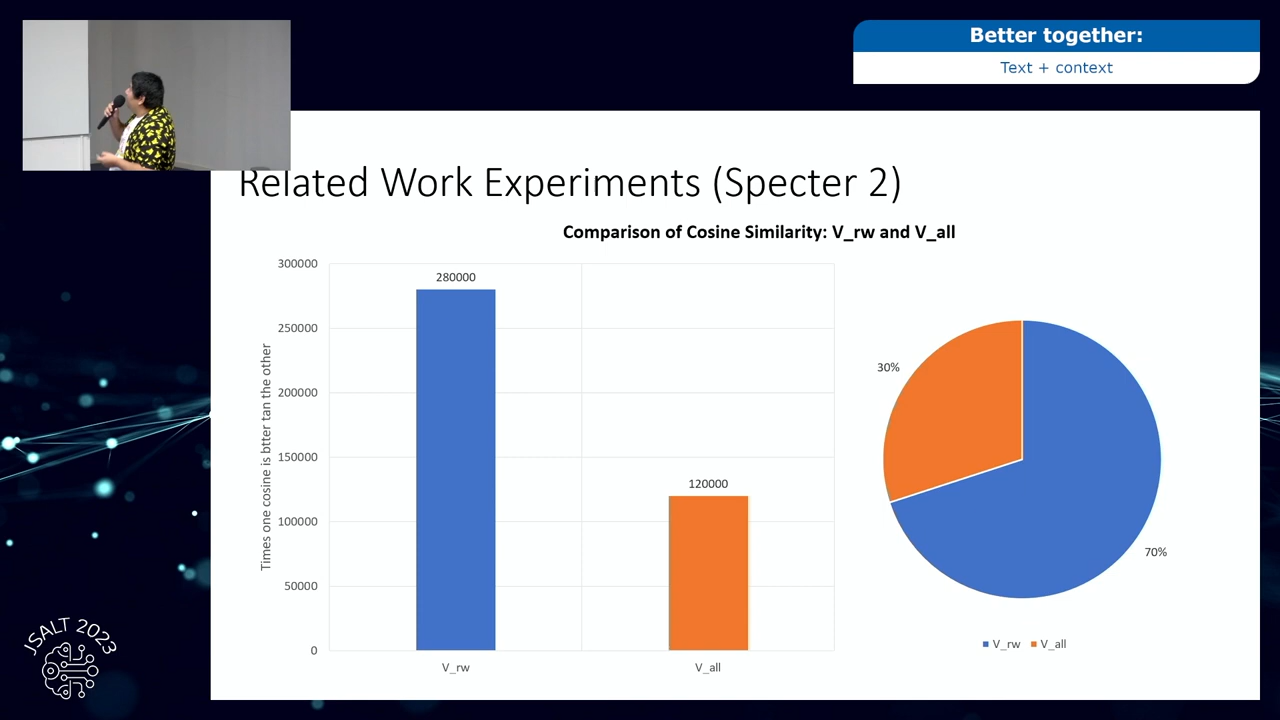 Better together:
Text + context
Related Work Experiments (Specter 2)
Comparison of Cosine Similarity: V_rw and V_all
Times one cosine is btter tan the other
300000
250000
200000
150000
100000
50000
0
280000
120000
V_rw
V_all
30%
70%
V_rw V_all
JSALT 2023